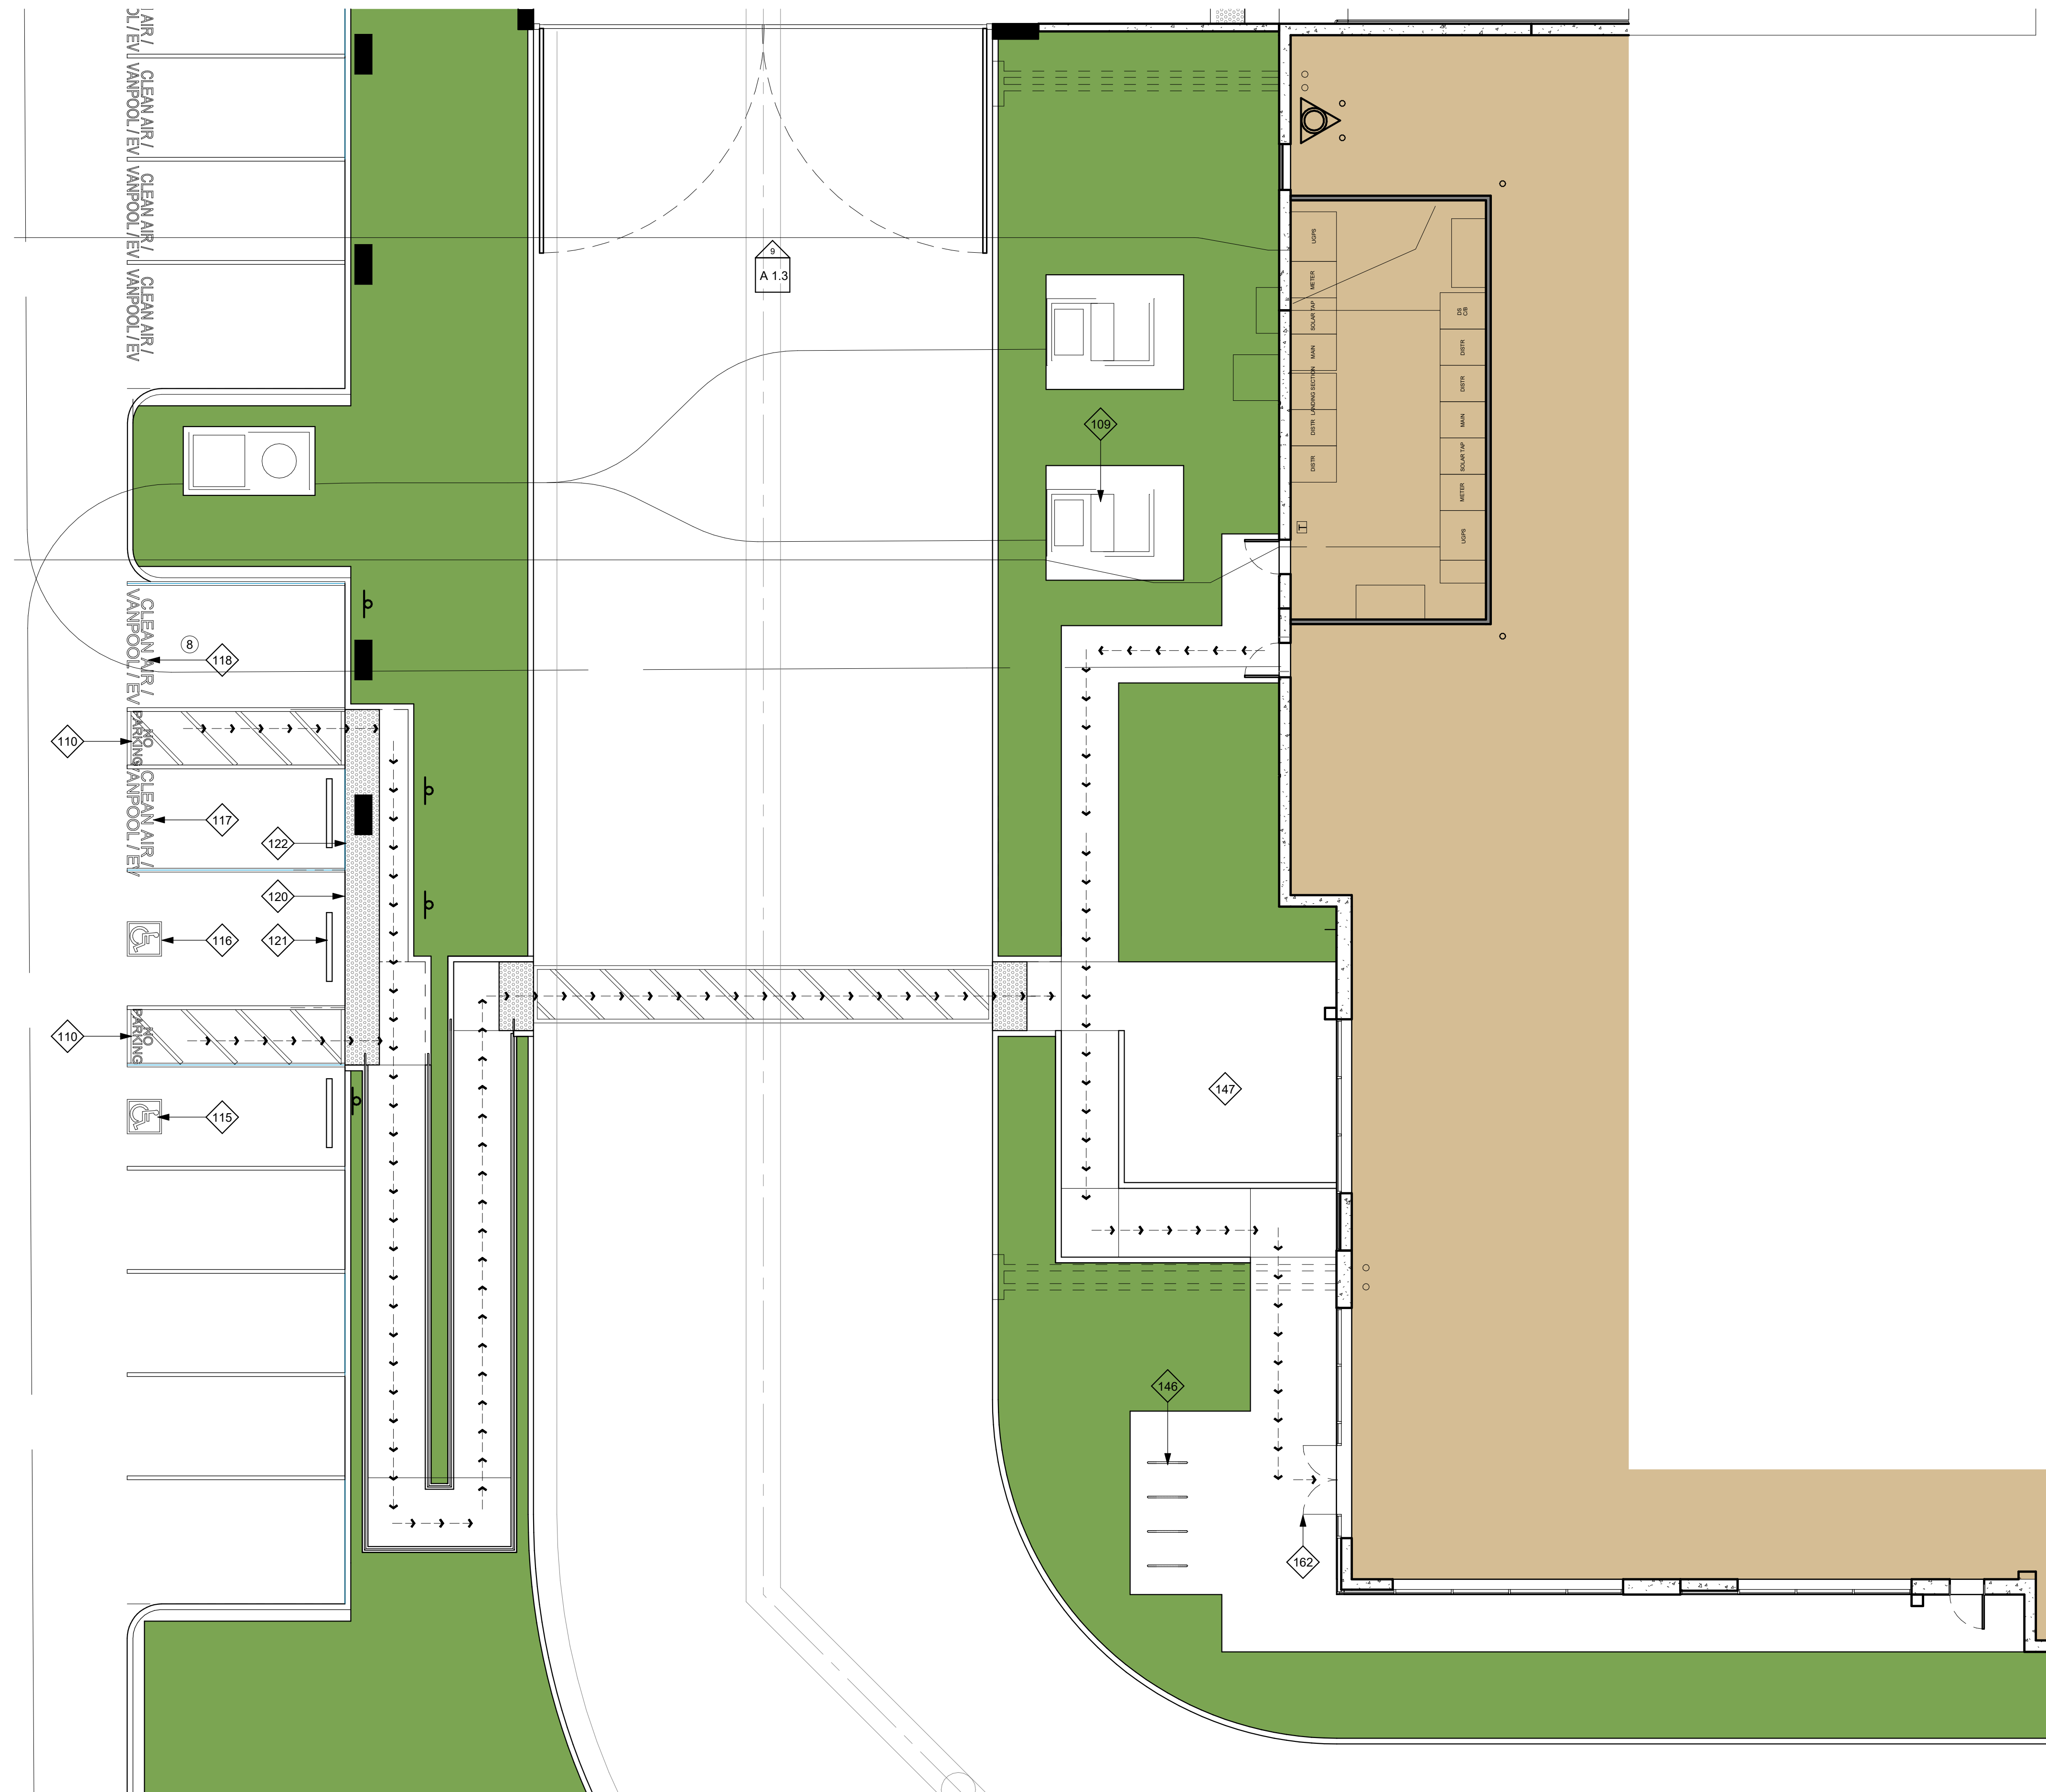 AIR /
OL / EV
CLEAN AIR /
VANPOOL / EV
CLEAN AIR /
VANPOOL / EV
CLEAN AIR /
VANPOOL / EV
9
A 1.3
UGPS
METER
SOLAR TAP
MAIN
LANDING SECTION
DISTR
DISTR
DS
C/B
DISTR
DISTR
MAIN
SOLAR TAP
METER
UGPS
T
109
CLEAN AIR /
VANPOOL / EV
8
118
NO
PARKING
110
CLEAN AIR /
VANPOOL / EV
117
122
120
116
121
NO
PARKING
110
115
147
146
162